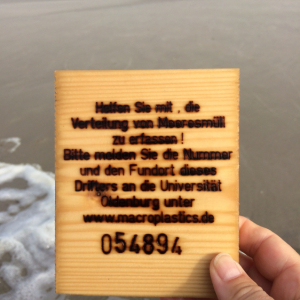 Helfen Sie mit, die
Verteilung von Meeresmüll
zu erfassen!
Bitte melden Sie die Nummer
und den Fundort dieses
Drifters an die Universität
Oldenburg unter
www.macroplastics.de
054894